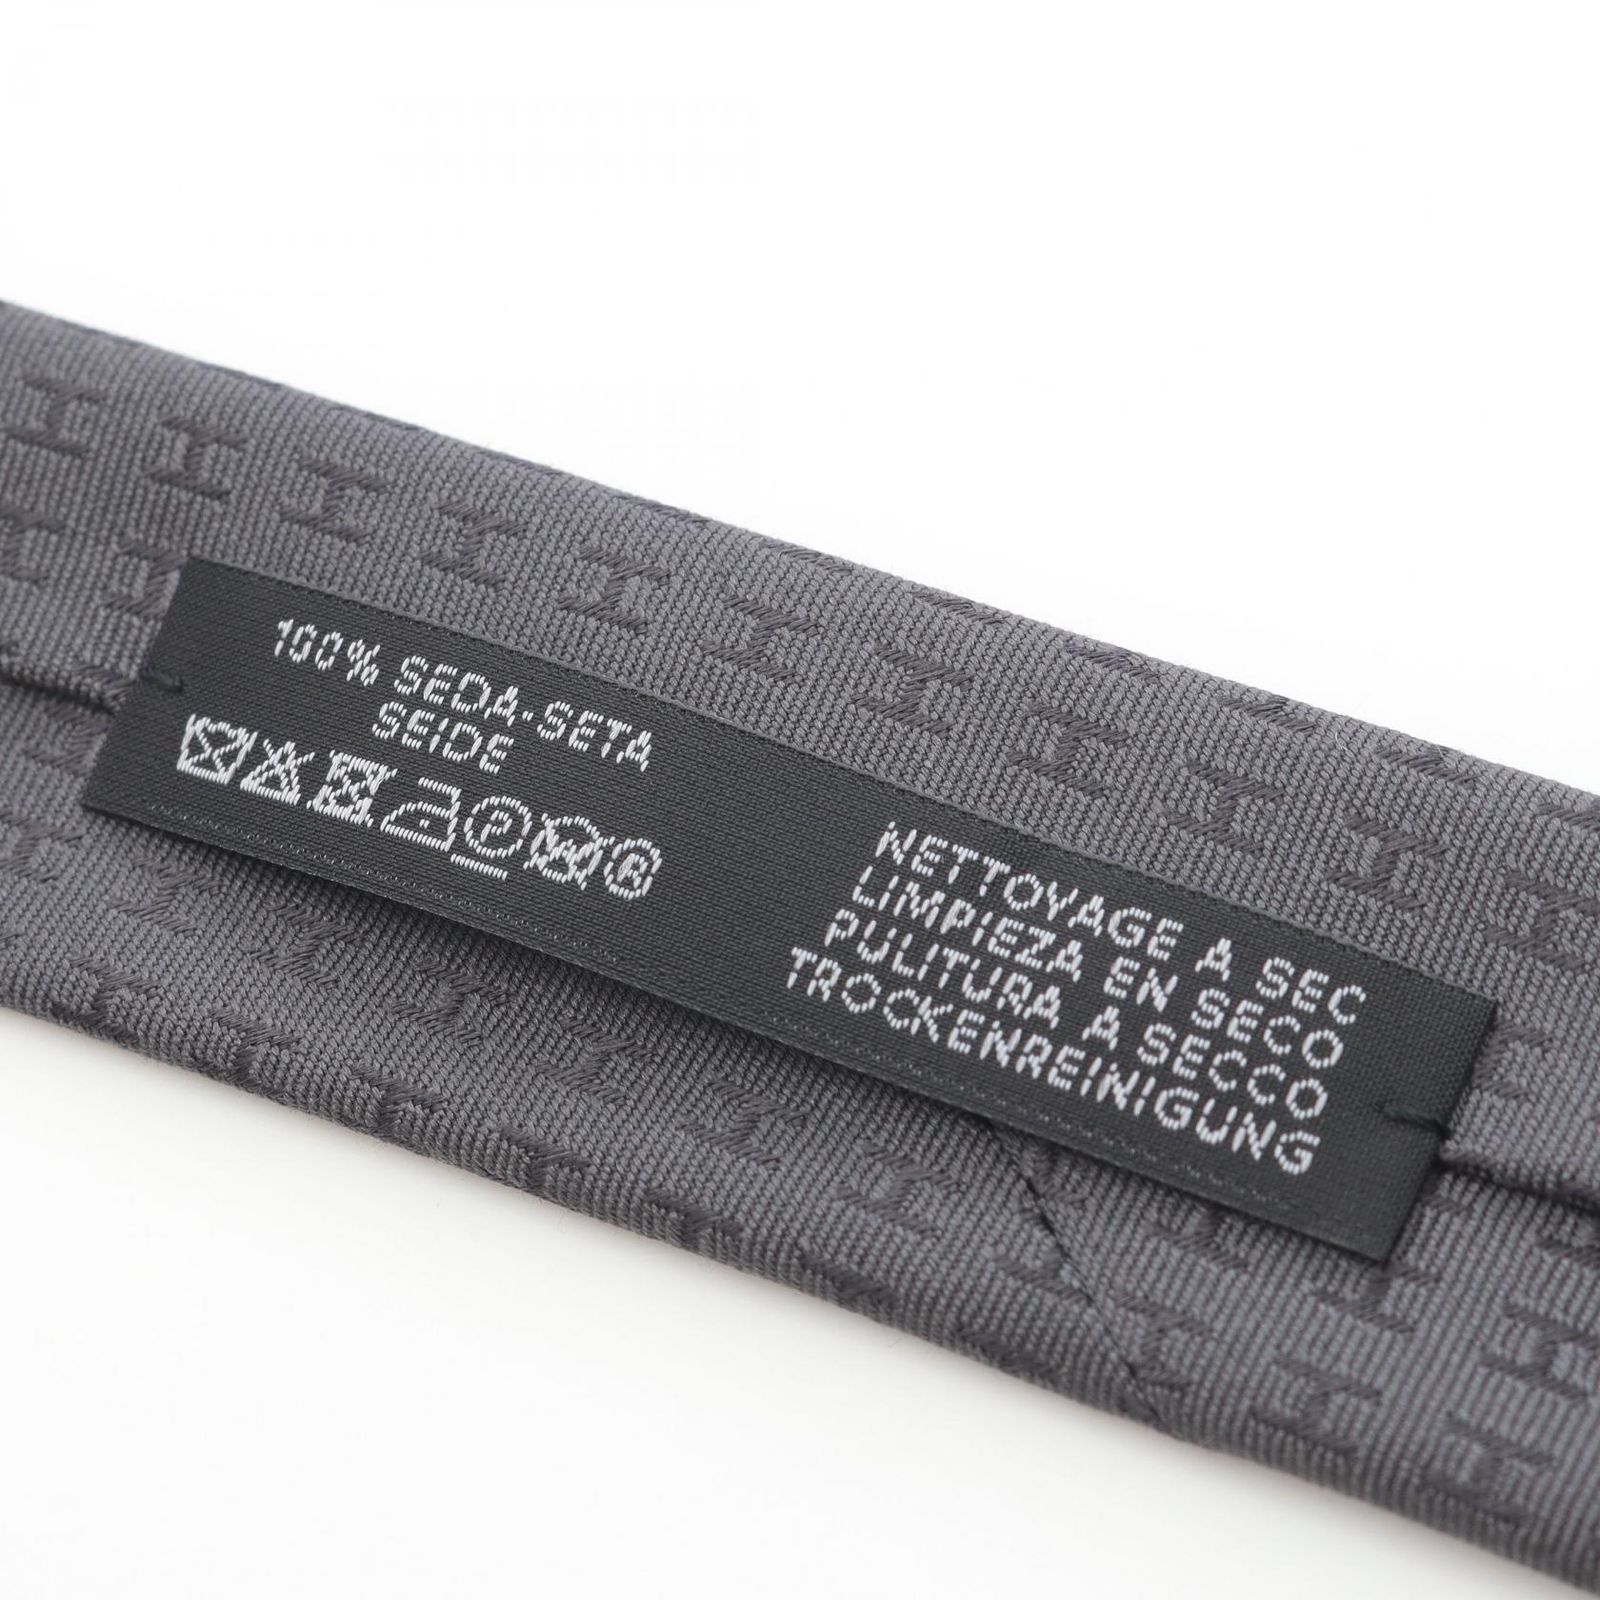 100% SEDA-SETA
SEIDE
P
R
NETTOYAGE A SEC
LIMPIEZA EN SECO
PULITURA A SECCO
TROCKENREINIGUNG